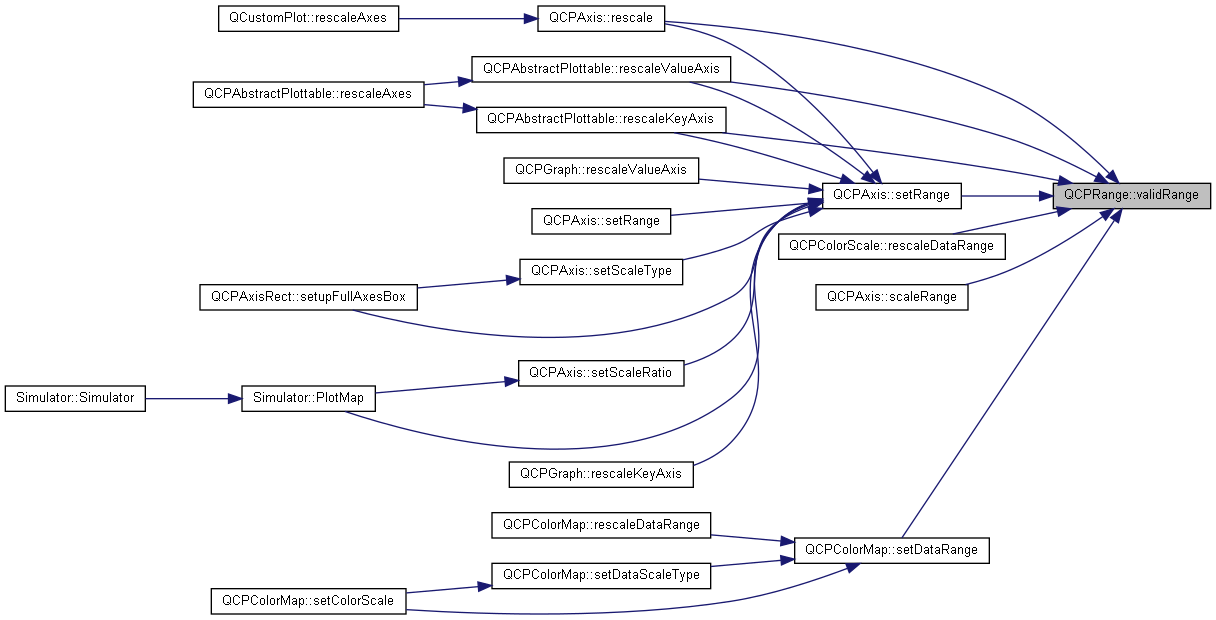 QCustomPlot::rescaleAxes
QCPAxis::rescale
QCPAbstractPlottable::rescaleValueAxis
QCPAbstractPlottable::rescaleAxes
QCPAbstractPlottable::rescaleKeyAxis
QCPGraph::rescaleValueAxis
QCPAxis::setRange
QCPRange::validRange
QCPAxis::setRange
QCPColorScale::rescaleDataRange
QCPAxis::setScaleType
QCPAxisRect::setupFullAxesBox
QCPAxis::scaleRange
QCPAxis::setScaleRatio
Simulator::Simulator
Simulator::PlotMap
QCPGraph::rescaleKeyAxis
QCPColorMap::rescaleDataRange
QCPColorMap::setDataRange
QCPColorMap::setDataScaleType
QCPColorMap::setColorScale